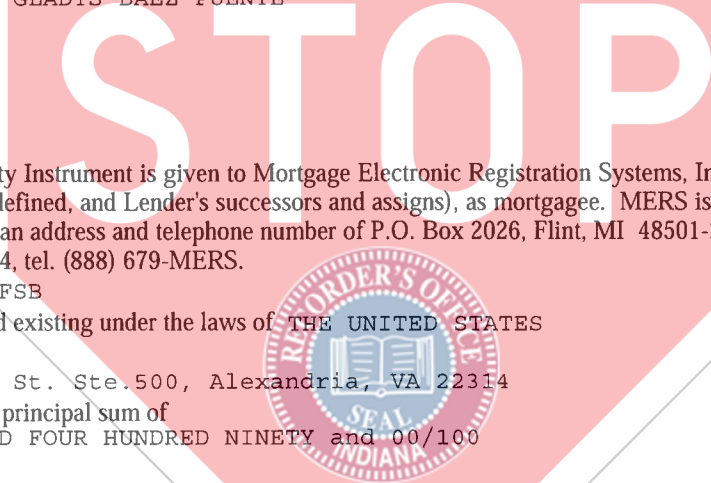 GLADYS BAEZ PUENTE
STOP
ty Instrument is given to Mortgage Electronic Registration Systems, In
lefined, and Lender's successors and assigns), as mortgagee. MERS is
an address and telephone number of P.O. Box 2026, Flint, MI 48501-
4, tel. (888) 679-MERS.
FSB
d existing under the laws of THE UNITED STATES
St. Ste.500, Alexandria, VA 22314
principal sum of
D FOUR HUNDRED NINETY and 00/100
RECORDER'S OFFICE
SEAL
INDIANA